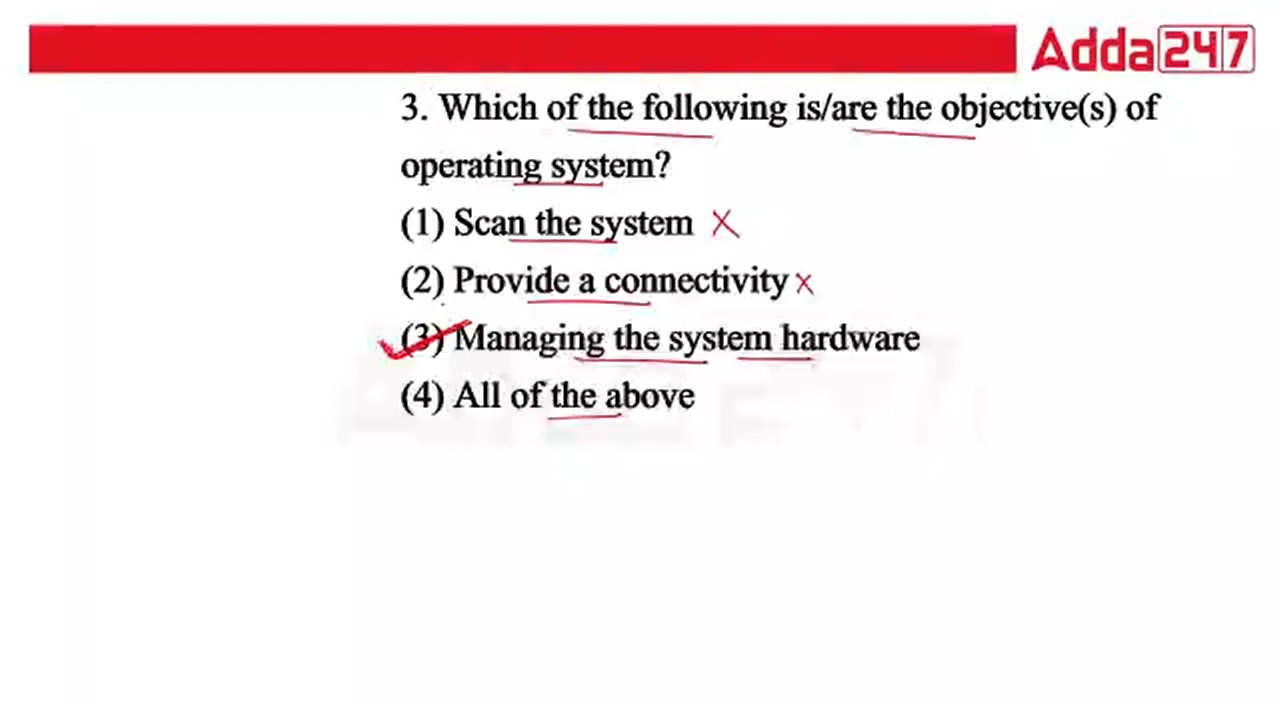 Adda247
3. Which of the following is/are the objective(s) of
operating system?
(1) Scan the system
(2) Provide a connectivity
(3) Managing the system hardware
(4) All of the above